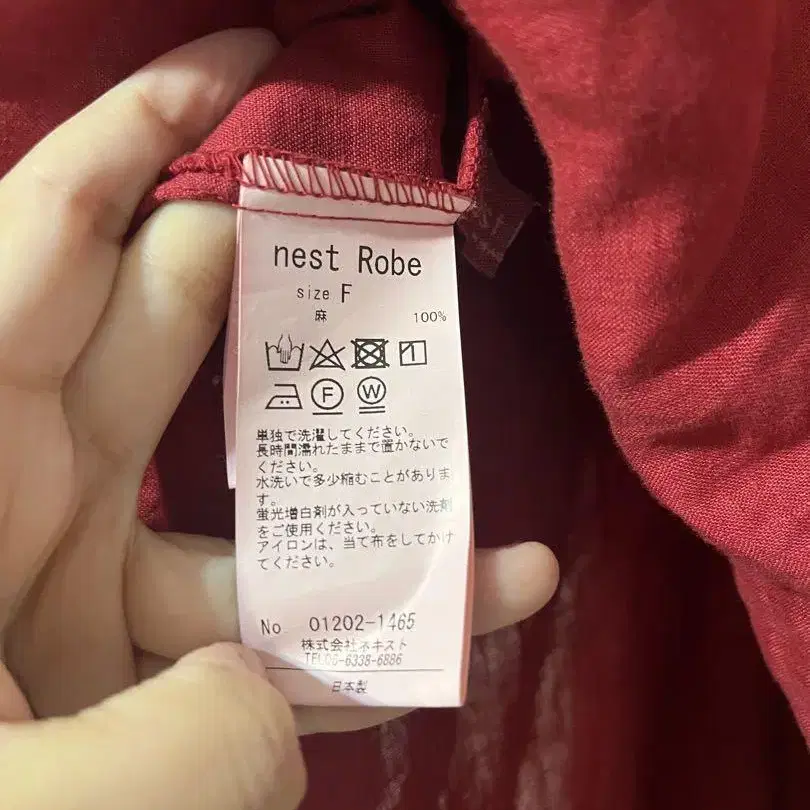 nest Robe
size F
麻 100%
F W
単独で洗濯してください。
長時間濡れたままで置かないで
ください。
水洗いで多少縮むことがありま
す。
蛍光増白剤が入っていない洗剤
をご使用ください。
アイロンは、当て布をしてかけ
てください。
No 01202-1465
株式会社ネキスト
TEL06-6338-6886
日本製